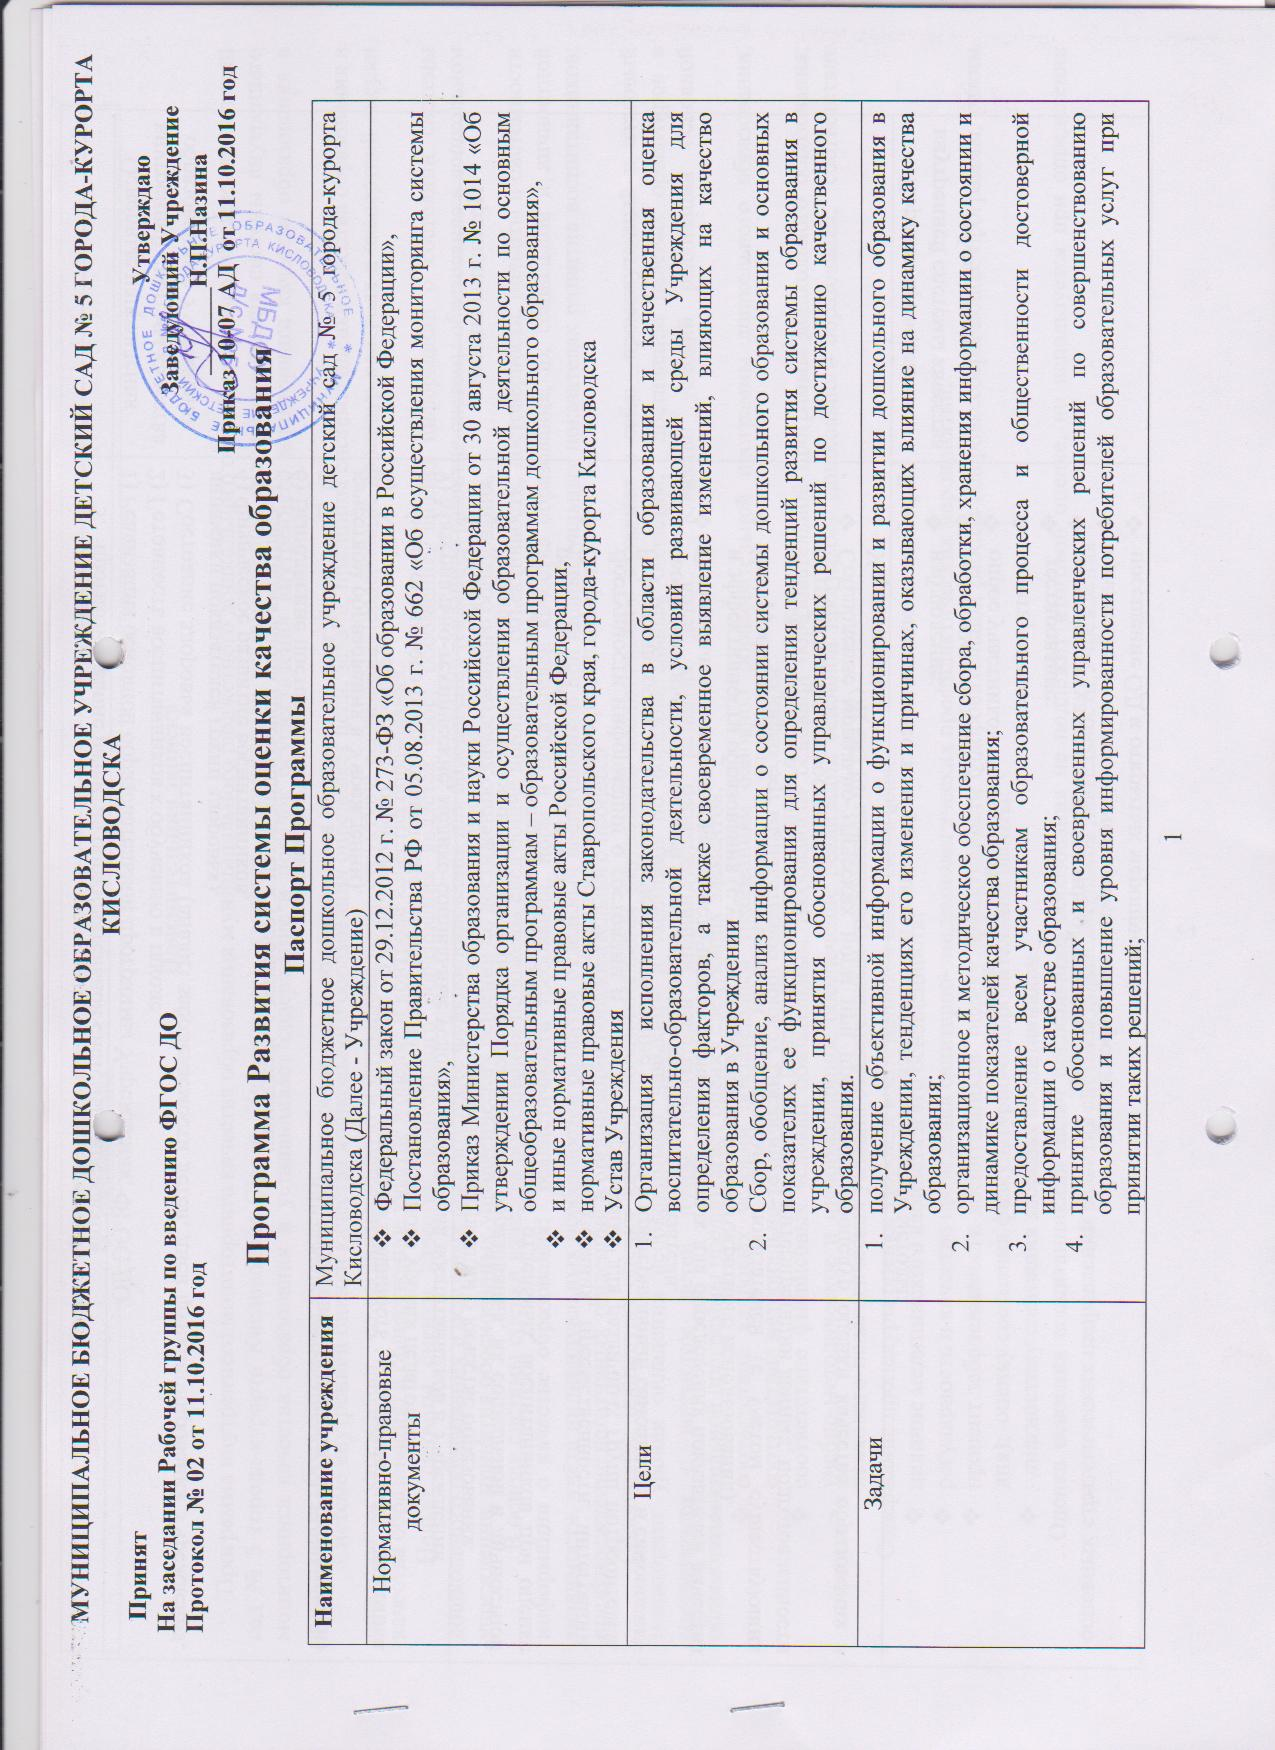 МУНИЦИПАЛЬНОЕ БЮДЖЕТНОЕ ДОШКОЛЬНОЕ ОБРАЗОВАТЕЛЬНОЕ УЧРЕЖДЕНИЕ ДЕТСКИЙ САД № 5 ГОРОДА-КУРОРТА
КИСЛОВОДСКА
Принят
На заседании Рабочей группы по введению ФГОС ДО
Протокол № 02 от 11.10.2016 год
Утверждаю
Заведующий Учреждение
Н.П.Назина
Приказ 10-07 АД от 11.10.2016 год
МУНИЦИПАЛЬНОЕ БЮДЖЕТНОЕ ДОШКОЛЬНОЕ ОБРАЗОВАТЕЛЬНОЕ
УЧРЕЖДЕНИЕ ДЕТСКИЙ
КУРОРТА КИСЛОВОДСКА
МБДОУ
Программа Развития системы оценки качества образования
Паспорт Программы
Наименование учреждения
Муниципальное бюджетное дошкольное образовательное учреждение детский сад № 5 города-курорта
Кисловодска (Далее - Учреждение)
Нормативно-правовые
документы
❖ Федеральный закон от 29.12.2012 г. № 273-ФЗ «Об образовании в Российской Федерации»,
❖ Постановление Правительства РФ от 05.08.2013 г. № 662 «Об осуществления мониторинга системы
образования»,
❖ Приказ Министерства образования и науки Российской Федерации от 30 августа 2013 г. № 1014 «Об
утверждении Порядка организации и осуществления образовательной деятельности по основным
общеобразовательным программам – образовательным программам дошкольного образования»,
❖ и иные нормативные правовые акты Российской Федерации,
❖ нормативные правовые акты Ставропольского края, города-курорта Кисловодска
❖ Устав Учреждения
Цели
1. Организация исполнения законодательства в области образования и качественная оценка
воспитательно-образовательной деятельности, условий развивающей среды Учреждения для
определения факторов, а также своевременное выявление изменений, влияющих на качество
образования в Учреждении
2. Сбор, обобщение, анализ информации о состоянии системы дошкольного образования и основных
показателях ее функционирования для определения тенденций развития системы образования в
учреждении, принятия обоснованных управленческих решений по достижению качественного
образования.
Задачи
1. получение объективной информации о функционировании и развитии дошкольного образования в
Учреждении, тенденциях его изменения и причинах, оказывающих влияние на динамику качества
образования;
2. организационное и методическое обеспечение сбора, обработки, хранения информации о состоянии и
динамике показателей качества образования;
3. предоставление всем участникам образовательного процесса и общественности достоверной
информации о качестве образования;
4. принятие обоснованных и своевременных управленческих решений по совершенствованию
образования и повышение уровня информированности потребителей образовательных услуг при
принятии таких решений;
1